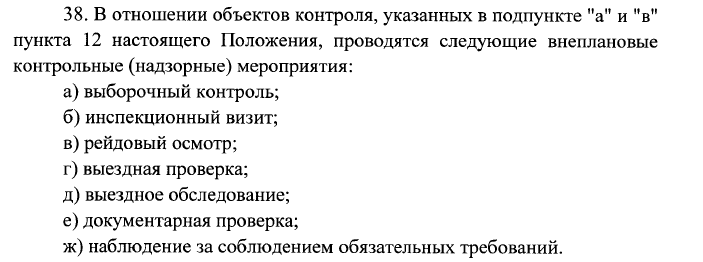 38. В отношении объектов контроля, указанных в подпункте "а" и "в"
пункта 12 настоящего Положения, проводятся следующие внеплановые
контрольные (надзорные) мероприятия:
а) выборочный контроль;
б) инспекционный визит;
в) рейдовый осмотр;
г) выездная проверка;
д) выездное обследование;
е) документарная проверка;
ж) наблюдение за соблюдением обязательных требований.